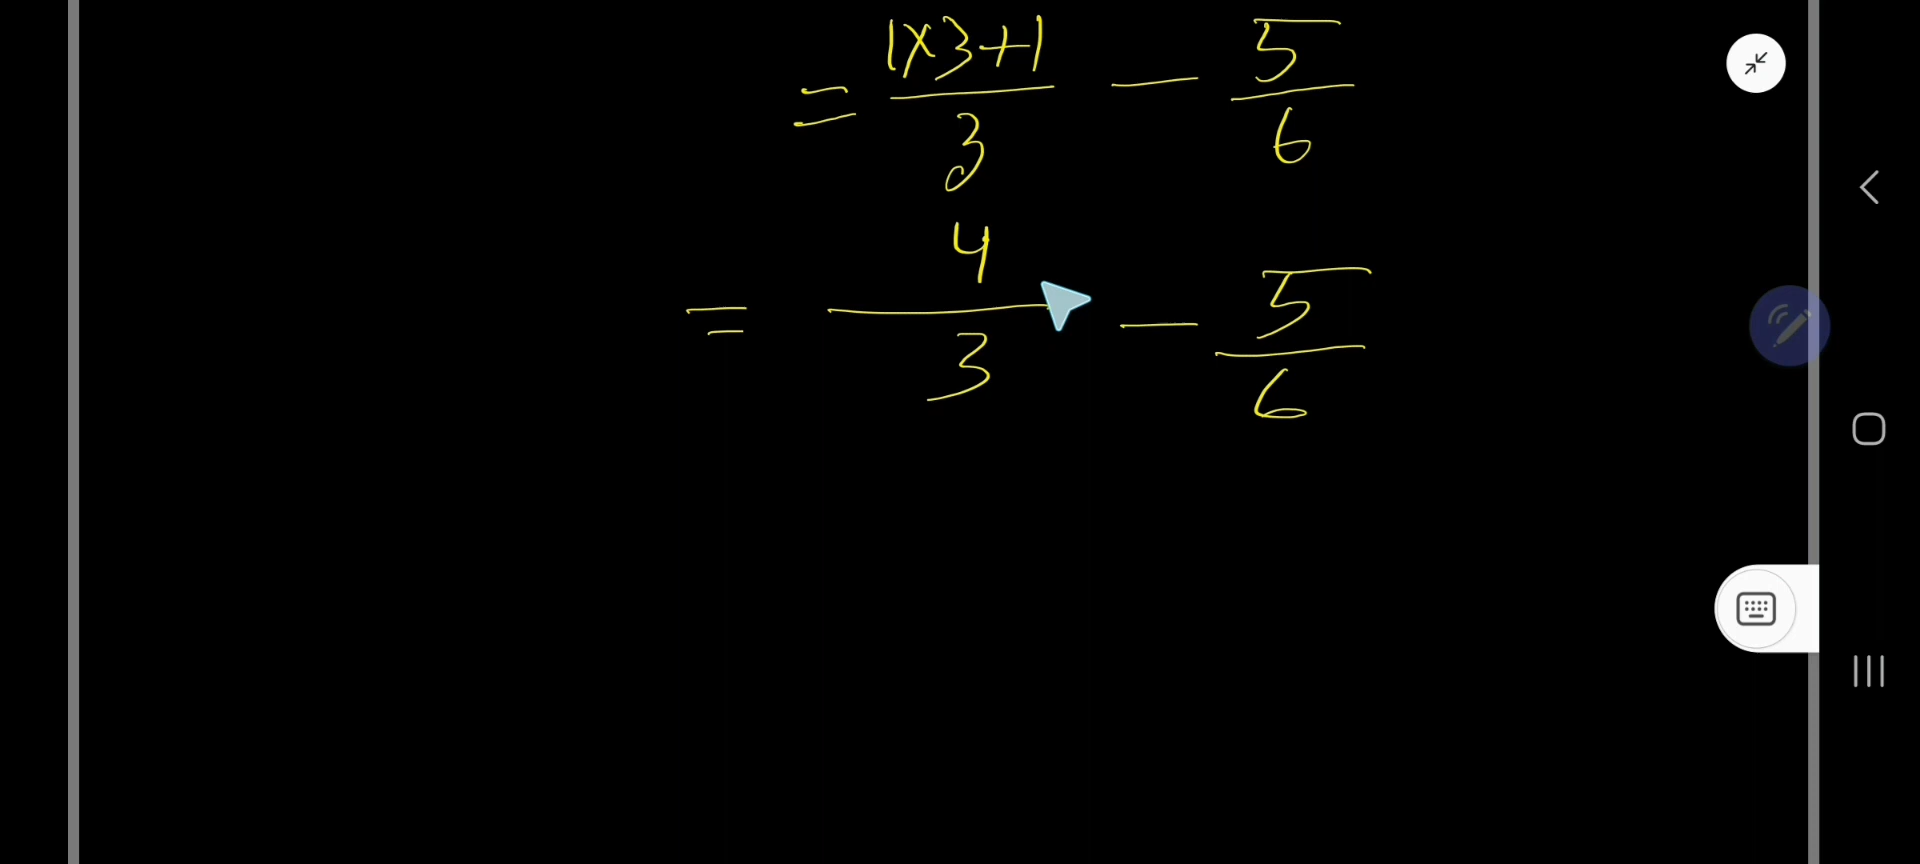 = (1×3+1)/3 − 5/6
= 4/3 − 5/6